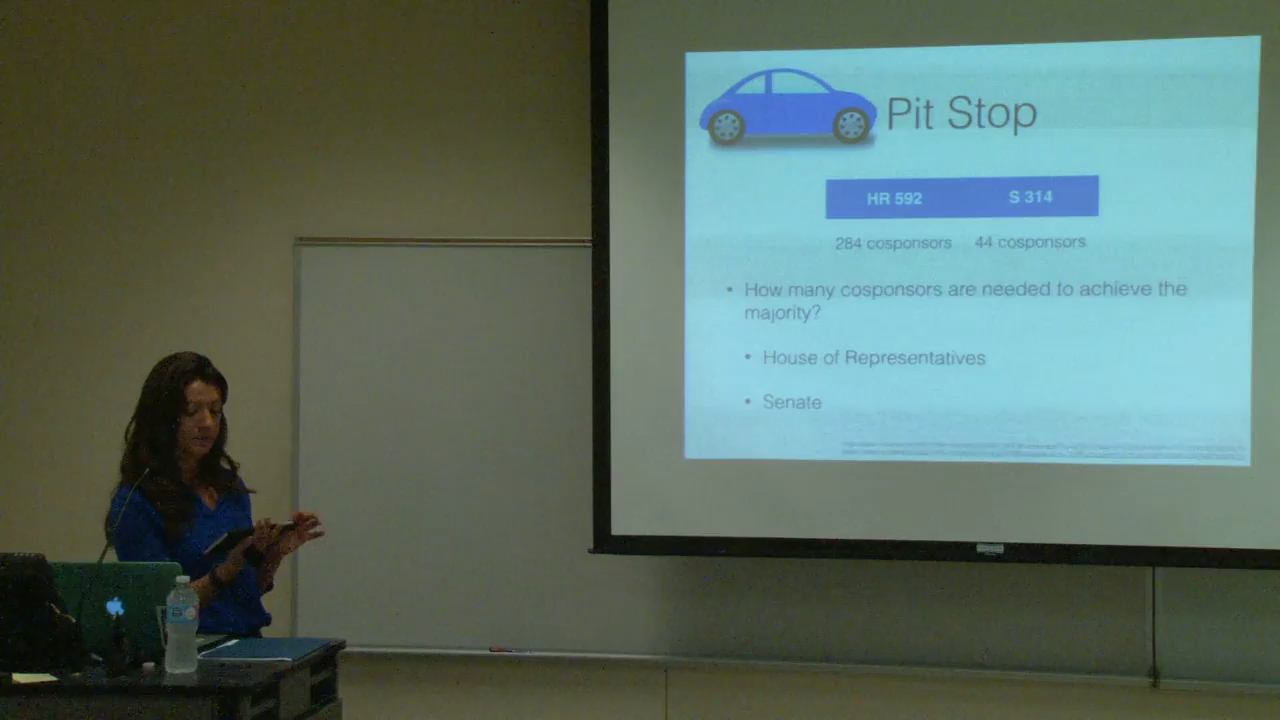 Pit Stop
HR 592 S 314
284 cosponsors 44 cosponsors
• How many cosponsors are needed to achieve the
majority?
• House of Representatives
• Senate